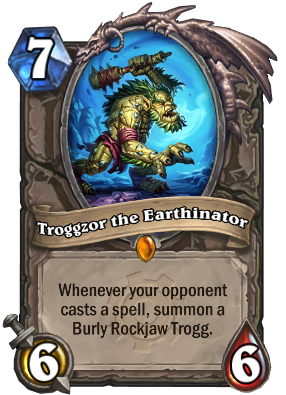 7
Troggzor the Earthinator
Whenever your opponent
casts a spell, summon a
Burly Rockjaw Trogg.
6
6